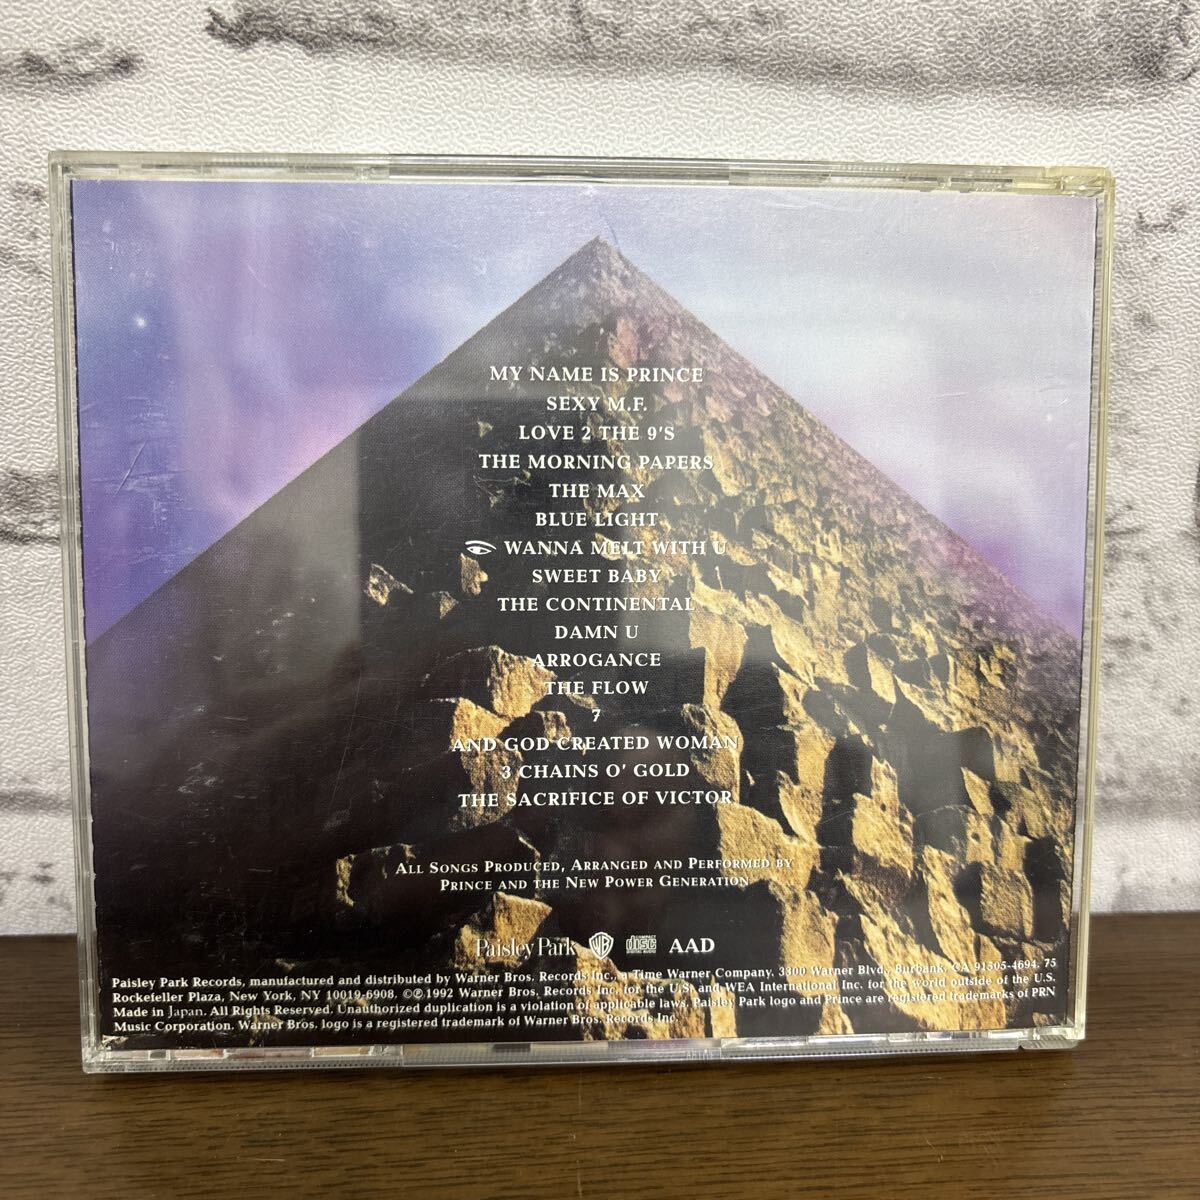 MY NAME IS PRINCE
SEXY M.F.
LOVE 2 THE 9'S
THE MORNING PAPERS
THE MAX
BLUE LIGHT
WANNA MELT WITH U
SWEET BABY
THE CONTINENTAL
DAMN U
ARROGANCE
THE FLOW
7
AND GOD CREATED WOMAN
3 CHAINS O' GOLD
THE SACRIFICE OF VICTOR
ALL SONGS PRODUCED, ARRANGED AND PERFORMED BY
PRINCE AND THE NEW POWER GENERATION
Paisley Park WB COMPACT disc DIGITAL AUDIO AAD
Paisley Park Records, manufactured and distributed by Warner Bros. Records Inc., a Time Warner Company, 3300 Warner Blvd., Burbank, CA 91505-4694. 75
Rockefeller Plaza, New York, NY 10019-6908. ©℗ 1992 Warner Bros. Records Inc. for the U.S. and WEA International Inc. for the world outside of the U.S.
Made in Japan. All Rights Reserved. Unauthorized duplication is a violation of applicable laws. Paisley Park logo and Prince are registered trademarks of PRN
Music Corporation. Warner Bros. logo is a registered trademark of Warner Bros. Records Inc.